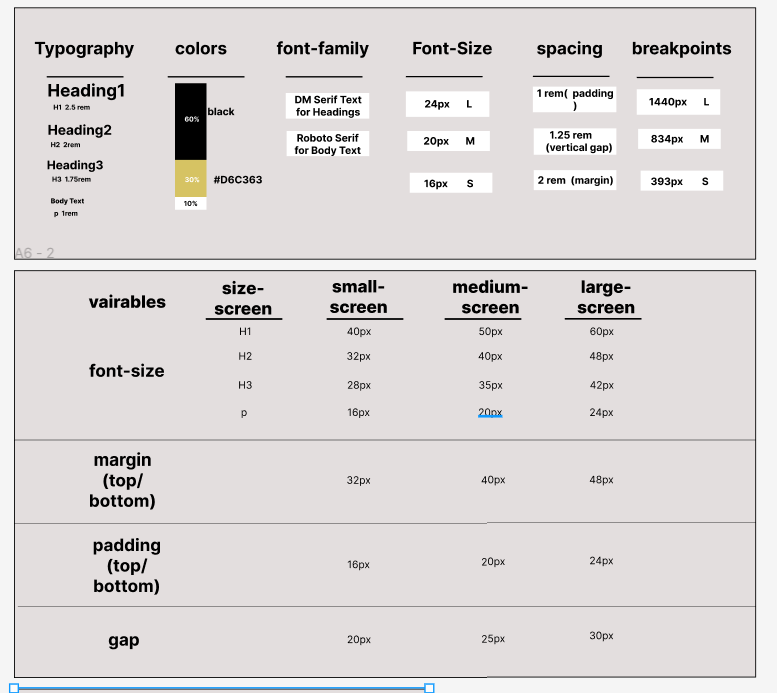 Typography colors font-family Font-Size spacing breakpoints
Heading1
H1 2.5 rem
Heading2
H2 2rem
Heading3
H3 1.75rem
Body Text
p 1rem
60%
black
30%
#D6C363
10%
DM Serif Text
for Headings
Roboto Serif
for Body Text
24px L
20px M
16px S
1 rem( padding
)
1.25 rem
(vertical gap)
2 rem (margin)
1440px L
834px M
393px S
A6 - 2
vairables
size-
screen
small-
screen
medium-
screen
large-
screen
font-size
H1 40px 50px 60px
H2 32px 40px 48px
H3 28px 35px 42px
p 16px 20px 24px
margin
(top/
bottom)
32px 40px 48px
padding
(top/
bottom)
16px 20px 24px
gap
20px 25px 30px